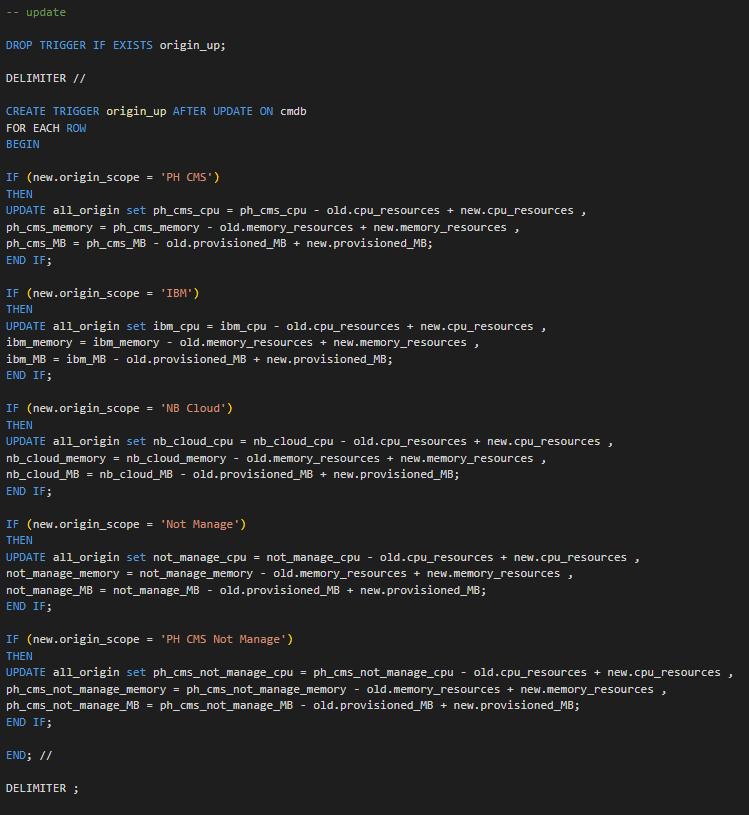 -- update
DROP TRIGGER IF EXISTS origin_up;
DELIMITER //
CREATE TRIGGER origin_up AFTER UPDATE ON cmdb
FOR EACH ROW
BEGIN
IF (new.origin_scope = 'PH CMS')
THEN
UPDATE all_origin set ph_cms_cpu = ph_cms_cpu - old.cpu_resources + new.cpu_resources ,
ph_cms_memory = ph_cms_memory - old.memory_resources + new.memory_resources ,
ph_cms_MB = ph_cms_MB - old.provisioned_MB + new.provisioned_MB;
END IF;
IF (new.origin_scope = 'IBM')
THEN
UPDATE all_origin set ibm_cpu = ibm_cpu - old.cpu_resources + new.cpu_resources ,
ibm_memory = ibm_memory - old.memory_resources + new.memory_resources ,
ibm_MB = ibm_MB - old.provisioned_MB + new.provisioned_MB;
END IF;
IF (new.origin_scope = 'NB Cloud')
THEN
UPDATE all_origin set nb_cloud_cpu = nb_cloud_cpu - old.cpu_resources + new.cpu_resources ,
nb_cloud_memory = nb_cloud_memory - old.memory_resources + new.memory_resources ,
nb_cloud_MB = nb_cloud_MB - old.provisioned_MB + new.provisioned_MB;
END IF;
IF (new.origin_scope = 'Not Manage')
THEN
UPDATE all_origin set not_manage_cpu = not_manage_cpu - old.cpu_resources + new.cpu_resources ,
not_manage_memory = not_manage_memory - old.memory_resources + new.memory_resources ,
not_manage_MB = not_manage_MB - old.provisioned_MB + new.provisioned_MB;
END IF;
IF (new.origin_scope = 'PH CMS Not Manage')
THEN
UPDATE all_origin set ph_cms_not_manage_cpu = ph_cms_not_manage_cpu - old.cpu_resources + new.cpu_resources ,
ph_cms_not_manage_memory = ph_cms_not_manage_memory - old.memory_resources + new.memory_resources ,
ph_cms_not_manage_MB = ph_cms_not_manage_MB - old.provisioned_MB + new.provisioned_MB;
END IF;
END; //
DELIMITER ;